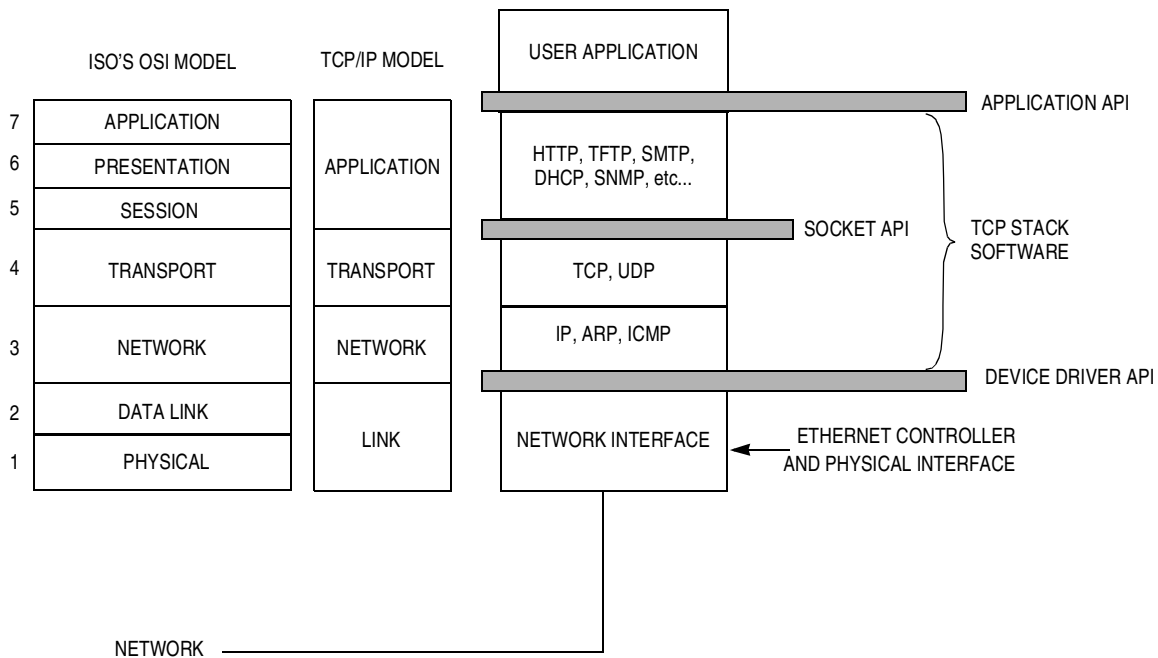 ISO'S OSI MODEL
TCP/IP MODEL
USER APPLICATION
APPLICATION API
7
APPLICATION
6
PRESENTATION
5
SESSION
4
TRANSPORT
3
NETWORK
2
DATA LINK
1
PHYSICAL
APPLICATION
TRANSPORT
NETWORK
LINK
HTTP, TFTP, SMTP,
DHCP, SNMP, etc...
SOCKET API
TCP, UDP
IP, ARP, ICMP
TCP STACK
SOFTWARE
DEVICE DRIVER API
NETWORK INTERFACE
ETHERNET CONTROLLER
AND PHYSICAL INTERFACE
NETWORK